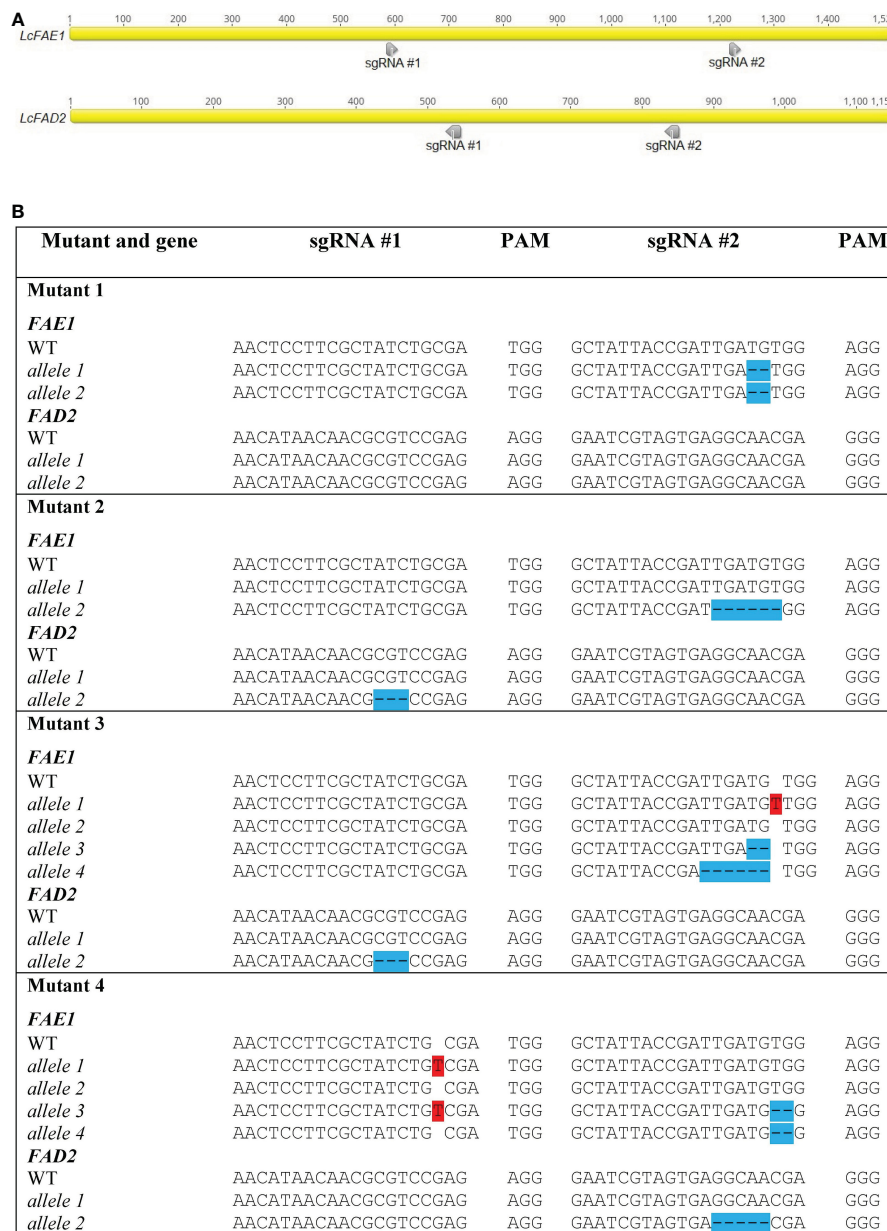 A
1 100 200 300 400 500 600 700 800 900 1,000 1,100 1,200 1,300 1,400 1,52
LcFAE1
sgRNA #1 sgRNA #2
1 100 200 300 400 500 600 700 800 900 1,000 1,100 1,15
LcFAD2
sgRNA #1 sgRNA #2
B
Mutant and gene sgRNA #1 PAM sgRNA #2 PAM
Mutant 1
FAE1
WT AACTCCTTCGCTATCTGCGA TGG GCTATTACCGATTGATGTGG AGG
allele 1 AACTCCTTCGCTATCTGCGA TGG GCTATTACCGATTGA--TGG AGG
allele 2 AACTCCTTCGCTATCTGCGA TGG GCTATTACCGATTGA--TGG AGG
FAD2
WT AACATAACAACGCGTCCGAG AGG GAATCGTAGTGAGGCAACGA GGG
allele 1 AACATAACAACGCGTCCGAG AGG GAATCGTAGTGAGGCAACGA GGG
allele 2 AACATAACAACGCGTCCGAG AGG GAATCGTAGTGAGGCAACGA GGG
Mutant 2
FAE1
WT AACTCCTTCGCTATCTGCGA TGG GCTATTACCGATTGATGTGG AGG
allele 1 AACTCCTTCGCTATCTGCGA TGG GCTATTACCGATTGATGTGG AGG
allele 2 AACTCCTTCGCTATCTGCGA TGG GCTATTACCGAT------GG AGG
FAD2
WT AACATAACAACGCGTCCGAG AGG GAATCGTAGTGAGGCAACGA GGG
allele 1 AACATAACAACGCGTCCGAG AGG GAATCGTAGTGAGGCAACGA GGG
allele 2 AACATAACAACG---CCGAG AGG GAATCGTAGTGAGGCAACGA GGG
Mutant 3
FAE1
WT AACTCCTTCGCTATCTGCGA TGG GCTATTACCGATTGATG TGG AGG
allele 1 AACTCCTTCGCTATCTGCGA TGG GCTATTACCGATTGATGTTGG AGG
allele 2 AACTCCTTCGCTATCTGCGA TGG GCTATTACCGATTGATG TGG AGG
allele 3 AACTCCTTCGCTATCTGCGA TGG GCTATTACCGATTGA-- TGG AGG
allele 4 AACTCCTTCGCTATCTGCGA TGG GCTATTACCGA------ TGG AGG
FAD2
WT AACATAACAACGCGTCCGAG AGG GAATCGTAGTGAGGCAACGA GGG
allele 1 AACATAACAACGCGTCCGAG AGG GAATCGTAGTGAGGCAACGA GGG
allele 2 AACATAACAACG---CCGAG AGG GAATCGTAGTGAGGCAACGA GGG
Mutant 4
FAE1
WT AACTCCTTCGCTATCTG CGA TGG GCTATTACCGATTGATGTGG AGG
allele 1 AACTCCTTCGCTATCTGTCGA TGG GCTATTACCGATTGATGTGG AGG
allele 2 AACTCCTTCGCTATCTG CGA TGG GCTATTACCGATTGATGTGG AGG
allele 3 AACTCCTTCGCTATCTGTCGA TGG GCTATTACCGATTGATG--G AGG
allele 4 AACTCCTTCGCTATCTG CGA TGG GCTATTACCGATTGATG--G AGG
FAD2
WT AACATAACAACGCGTCCGAG AGG GAATCGTAGTGAGGCAACGA GGG
allele 1 AACATAACAACGCGTCCGAG AGG GAATCGTAGTGAGGCAACGA GGG
allele 2 AACATAACAACGCGTCCGAG AGG GAATCGTAGTGA-----CGA GGG